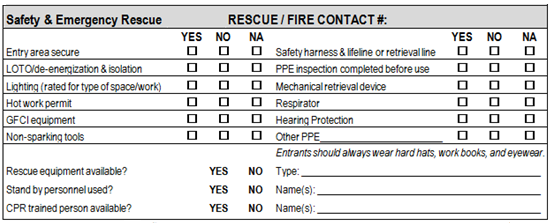 Safety & Emergency Rescue RESCUE / FIRE CONTACT #:
YES NO NA YES NO NA
Entry area secure Safety harness & lifeline or retrieval line
LOTO/de-energization & isolation PPE inspection completed before use
Lighting (rated for type of space/work) Mechanical retrieval device
Hot work permit Respirator
GFCI equipment Hearing Protection
Non-sparking tools Other PPE
Entrants should always wear hard hats, work books, and eyewear.
Rescue equipment available? YES NO Type:
Stand by personnel used? YES NO Name(s):
CPR trained person available? YES NO Name(s):